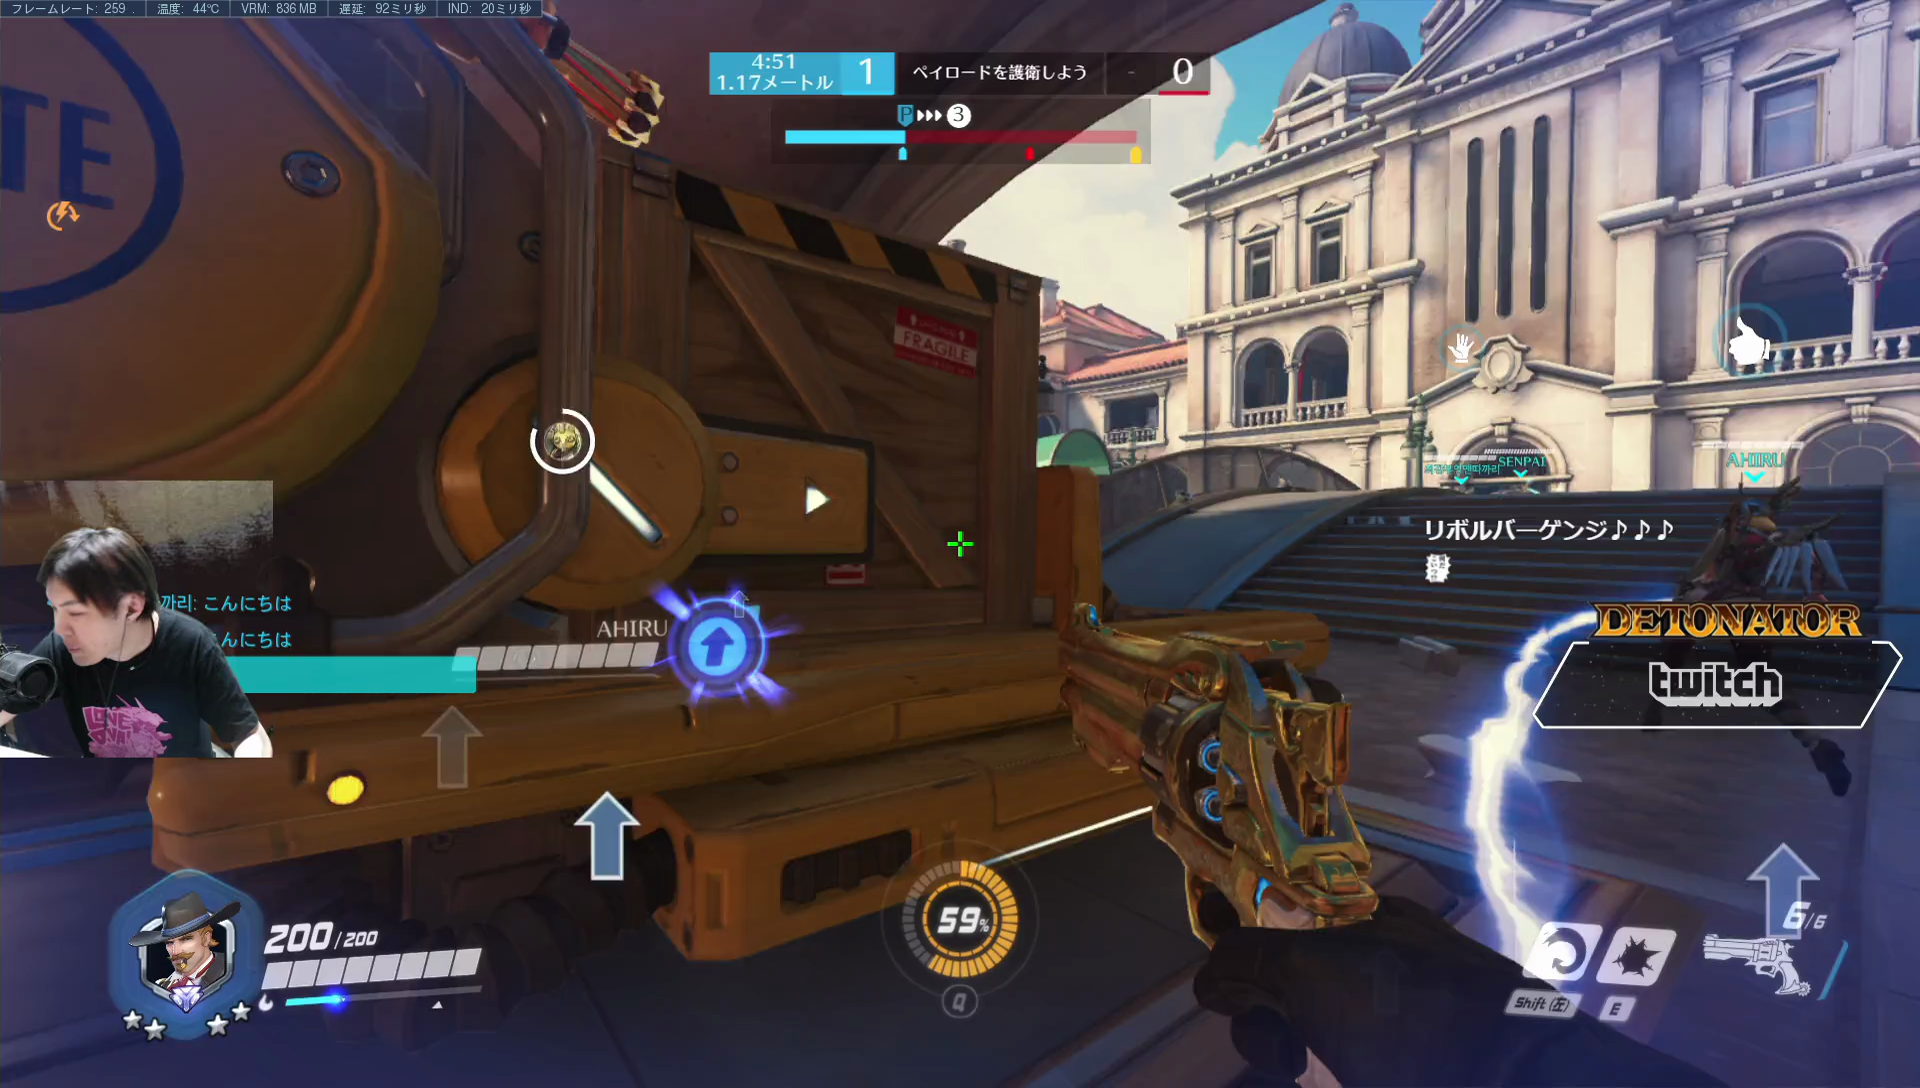 フレームレート: 259 .
温度: 44℃
VRM: 836 MB
遅延: 92ミリ秒
IND: 20ミリ秒
4:51
1.17メートル
1
ペイロードを護衛しよう
-
0
P
3
TE
FRAGILE
SENPAI
AHIRU
リボルバーゲンジ♪♪♪
까리: こんにちは
んにちは
AHIRU
DETONATOR
twitch
200/200
59%
Q
6/6
Shift (左)
E